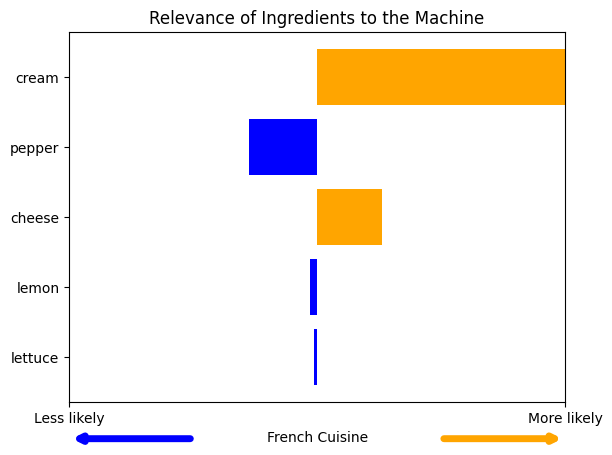 Relevance of Ingredients to the Machine
cream
pepper
cheese
lemon
lettuce
Less likely
More likely
French Cuisine